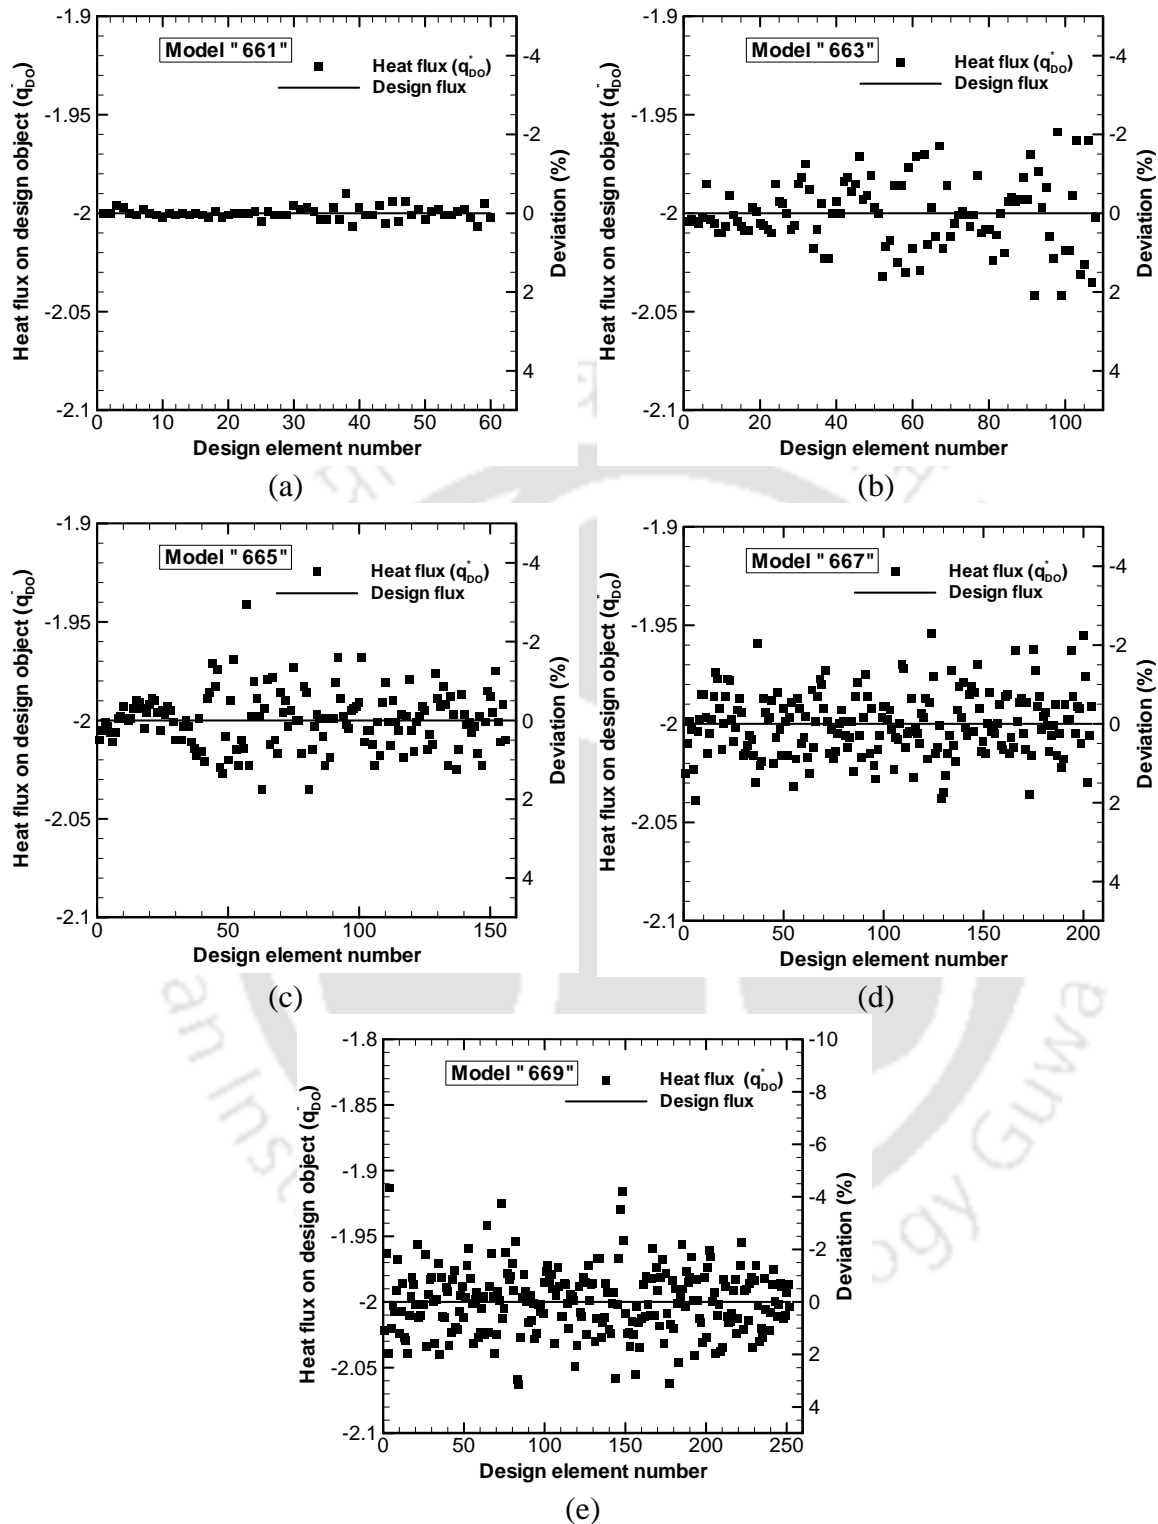 -1.9
-1.95
-2
-2.05
-2.1
Heat flux on design object (q*DO)
Model "661"
Heat flux (q*DO)
Design flux
-4
-2
0
2
4
Deviation (%)
0 10 20 30 40 50 60
Design element number
(a)
-1.9
-1.95
-2
-2.05
-2.1
Heat flux on design object (q*DO)
Model "663"
Heat flux (q*DO)
Design flux
-4
-2
0
2
4
Deviation (%)
0 20 40 60 80 100
Design element number
(b)
-1.9
-1.95
-2
-2.05
-2.1
Heat flux on design object (q*DO)
Model "665"
Heat flux (q*DO)
Design flux
-4
-2
0
2
4
Deviation (%)
0 50 100 150
Design element number
(c)
-1.9
-1.95
-2
-2.05
-2.1
Heat flux on design object (q*DO)
Model "667"
Heat flux (q*DO)
Design flux
-4
-2
0
2
4
Deviation (%)
0 50 100 150 200
Design element number
(d)
-1.8
-1.85
-1.9
-1.95
-2
-2.05
-2.1
Heat flux on design object (q*DO)
Model "669"
Heat flux (q*DO)
Design flux
-10
-8
-6
-4
-2
0
2
4
Deviation (%)
0 50 100 150 200 250
Design element number
(e)
an Ins
ogy Guwa